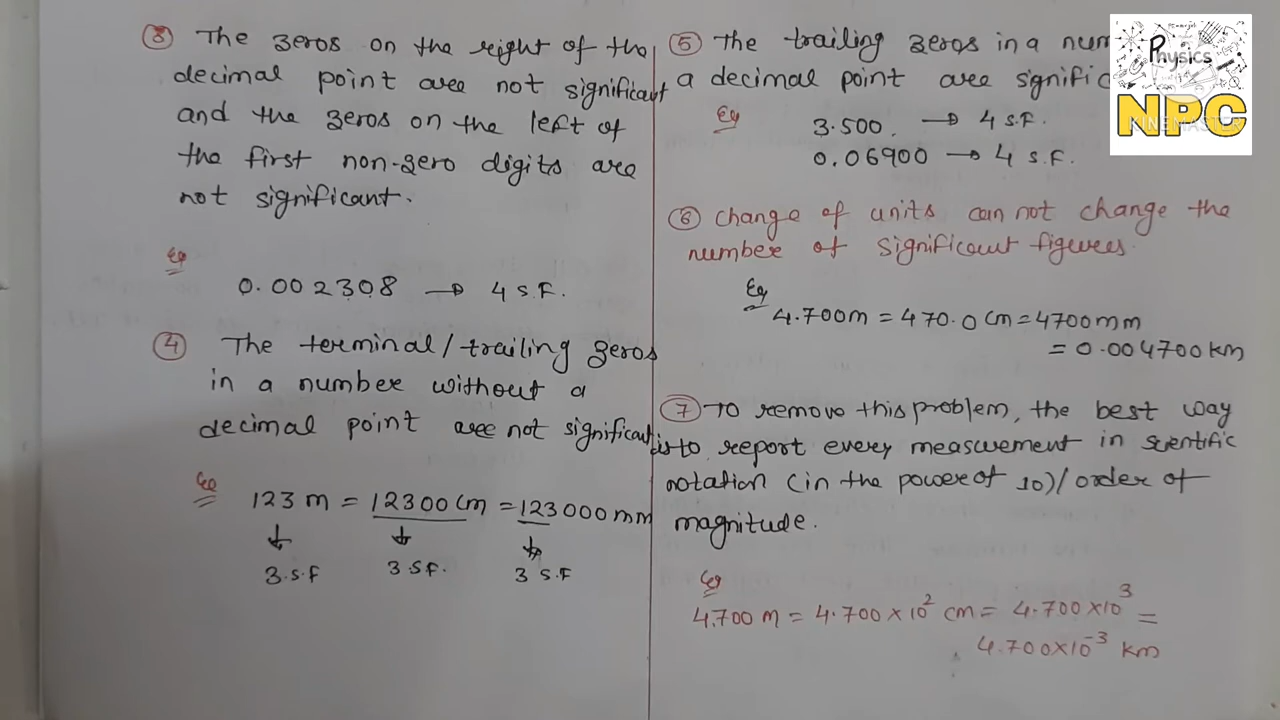 ③ The zeros on the right of the
decimal point are not significant
and the zeros on the left of
the first non-zero digits are
not significant.
Eg
0.002308 → 4 S.F.
④ The terminal/trailing zeros
in a number without a
decimal point are not significant
Eg
123 m = 12300 cm = 123000 mm
↓ ↓ ↓
3.S.F 3.S.F. 3 S.F
⑤ The trailing zeros in a num
a decimal point are signific
Eg
3.500. → 4 S.F.
0.06900 → 4 S.F.
⑥ change of units can not change the
number of significant figures.
Eg
4.700m = 470.0 cm = 4700 mm
= 0.004700 km
⑦ To remove this problem, the best way
is to report every measurement in scientific
notation (in the power of 10)/order of
magnitude.
Eg
4.700 m = 4.700 × 10² cm = 4.700 × 10³ =
4.700×10⁻³ km
Physics
NPC
KINEMASTER